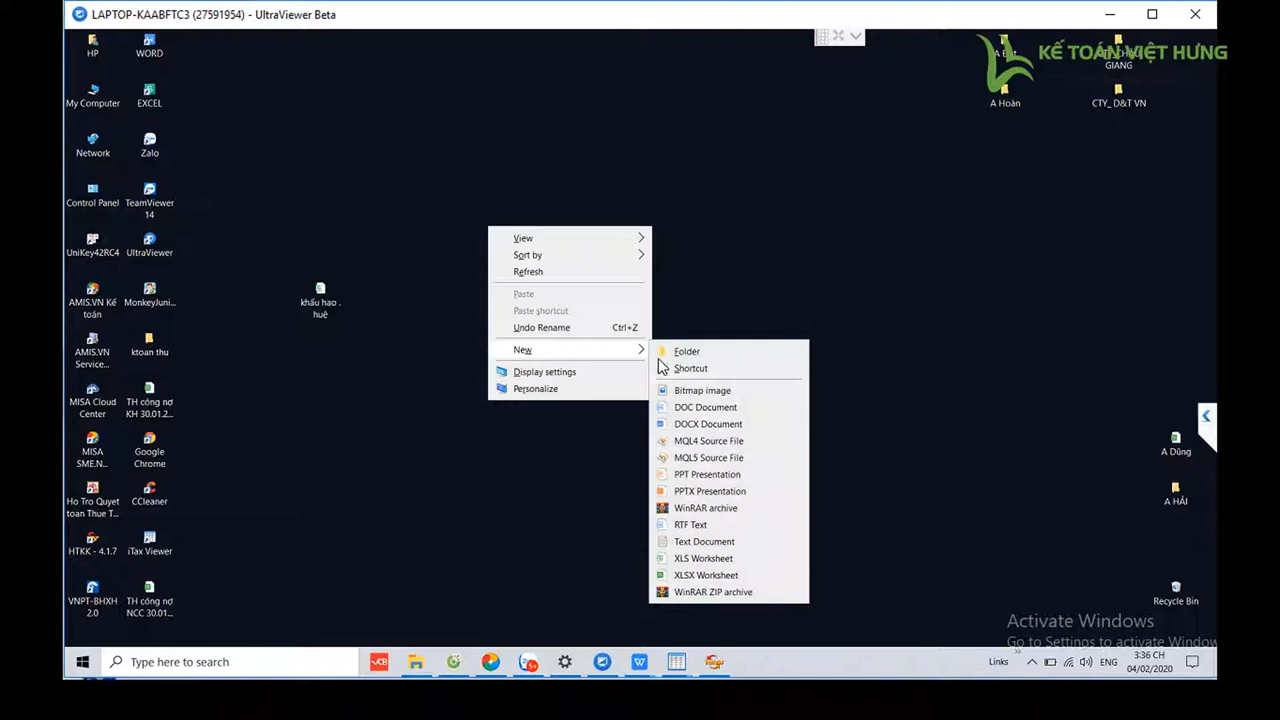 LAPTOP-KAABFTC3 (27591954) - UltraViewer Beta
KẾ TOÁN VIỆT HƯNG
HP
WORD
GIANG
My Computer
EXCEL
A Hoàn
CTY_ D&T VN
Network
Zalo
Control Panel
TeamViewer
14
UniKey42RC4
UltraViewer
AMIS.VN Kế
toán
MonkeyJuni...
khấu hao .
huệ
AMIS.VN
Service...
ktoan thu
MISA Cloud
Center
TH công nợ
KH 30.01.2...
MISA
SME.N...
Google
Chrome
Ho Tro Quyet
toan Thue T...
CCleaner
HTKK - 4.1.7
iTax Viewer
VNPT-BHXH
2.0
TH công nợ
NCC 30.01...
View
Sort by
Refresh
Paste
Paste shortcut
Undo Rename Ctrl+Z
New
Display settings
Personalize
Folder
Shortcut
Bitmap image
DOC Document
DOCX Document
MQL4 Source File
MQL5 Source File
PPT Presentation
PPTX Presentation
WinRAR archive
RTF Text
Text Document
XLS Worksheet
XLSX Worksheet
WinRAR ZIP archive
A Dũng
A HẢI
Recycle Bin
Activate Windows
Go to Settings to activate Window
Type here to search
VCB
5+
Links
ENG
3:36 CH
04/02/2020